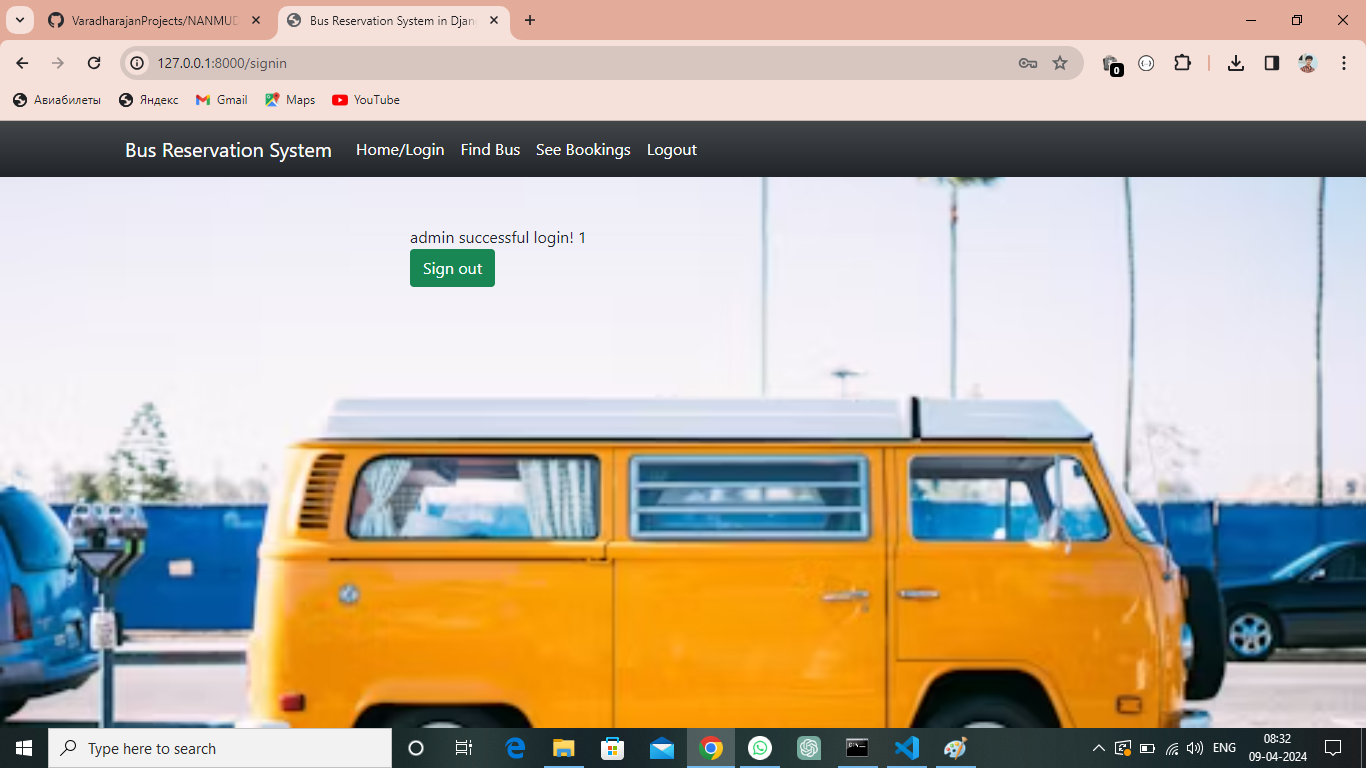 VaradharajanProjects/NANMUD
Bus Reservation System in Djan
127.0.0.1:8000/signin
0
Авиабилеты
Яндекс
Gmail
Maps
YouTube
Bus Reservation System
Home/Login
Find Bus
See Bookings
Logout
admin successful login! 1
Sign out
Type here to search
ENG
08:32
09-04-2024